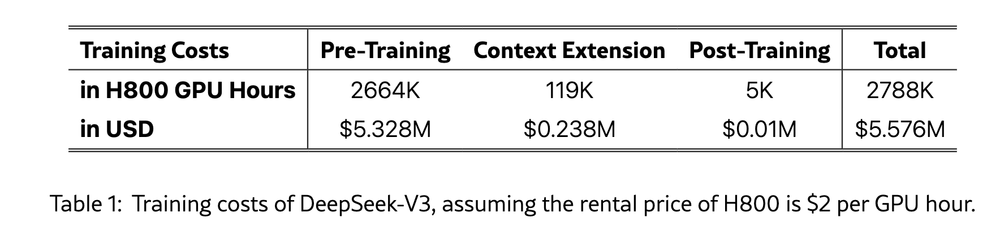 Training Costs Pre-Training Context Extension Post-Training Total
in H800 GPU Hours 2664K 119K 5K 2788K
in USD $5.328M $0.238M $0.01M $5.576M
Table 1: Training costs of DeepSeek-V3, assuming the rental price of H800 is $2 per GPU hour.